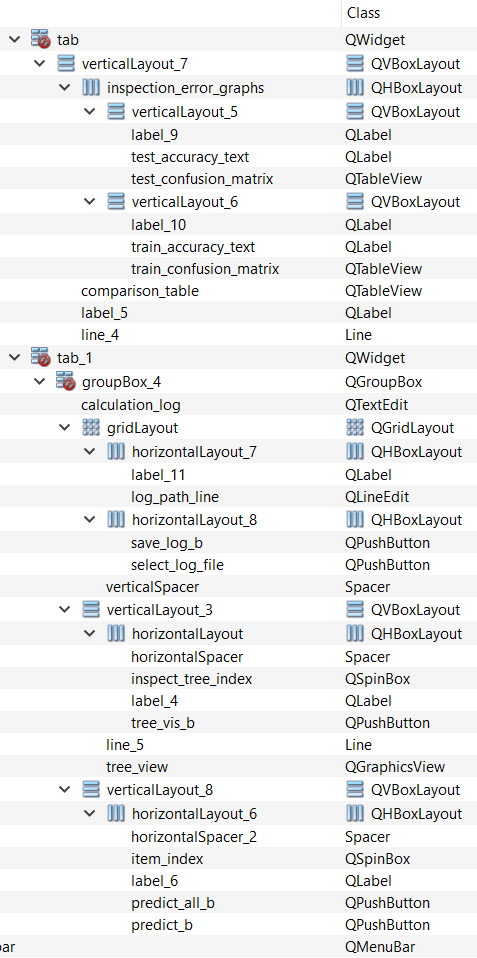 Class
tab QWidget
verticalLayout_7 QVBoxLayout
inspection_error_graphs QHBoxLayout
verticalLayout_5 QVBoxLayout
label_9 QLabel
test_accuracy_text QLabel
test_confusion_matrix QTableView
verticalLayout_6 QVBoxLayout
label_10 QLabel
train_accuracy_text QLabel
train_confusion_matrix QTableView
comparison_table QTableView
label_5 QLabel
line_4 Line
tab_1 QWidget
groupBox_4 QGroupBox
calculation_log QTextEdit
gridLayout QGridLayout
horizontalLayout_7 QHBoxLayout
label_11 QLabel
log_path_line QLineEdit
horizontalLayout_8 QHBoxLayout
save_log_b QPushButton
select_log_file QPushButton
verticalSpacer Spacer
verticalLayout_3 QVBoxLayout
horizontalLayout QHBoxLayout
horizontalSpacer Spacer
inspect_tree_index QSpinBox
label_4 QLabel
tree_vis_b QPushButton
line_5 Line
tree_view QGraphicsView
verticalLayout_8 QVBoxLayout
horizontalLayout_6 QHBoxLayout
horizontalSpacer_2 Spacer
item_index QSpinBox
label_6 QLabel
predict_all_b QPushButton
predict_b QPushButton
bar QMenuBar